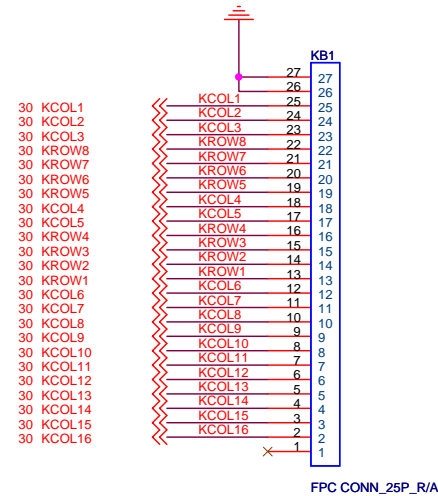 KB1
27 27
26 26
30 KCOL1 KCOL1 25 25
30 KCOL2 KCOL2 24 24
30 KCOL3 KCOL3 23 23
30 KROW8 KROW8 22 22
30 KROW7 KROW7 21 21
30 KROW6 KROW6 20 20
30 KROW5 KROW5 19 19
30 KCOL4 KCOL4 18 18
30 KCOL5 KCOL5 17 17
30 KROW4 KROW4 16 16
30 KROW3 KROW3 15 15
30 KROW2 KROW2 14 14
30 KROW1 KROW1 13 13
30 KCOL6 KCOL6 12 12
30 KCOL7 KCOL7 11 11
30 KCOL8 KCOL8 10 10
30 KCOL9 KCOL9 9 9
30 KCOL10 KCOL10 8 8
30 KCOL11 KCOL11 7 7
30 KCOL12 KCOL12 6 6
30 KCOL13 KCOL13 5 5
30 KCOL14 KCOL14 4 4
30 KCOL15 KCOL15 3 3
30 KCOL16 KCOL16 2 2
1 1
FPC CONN_25P_R/A